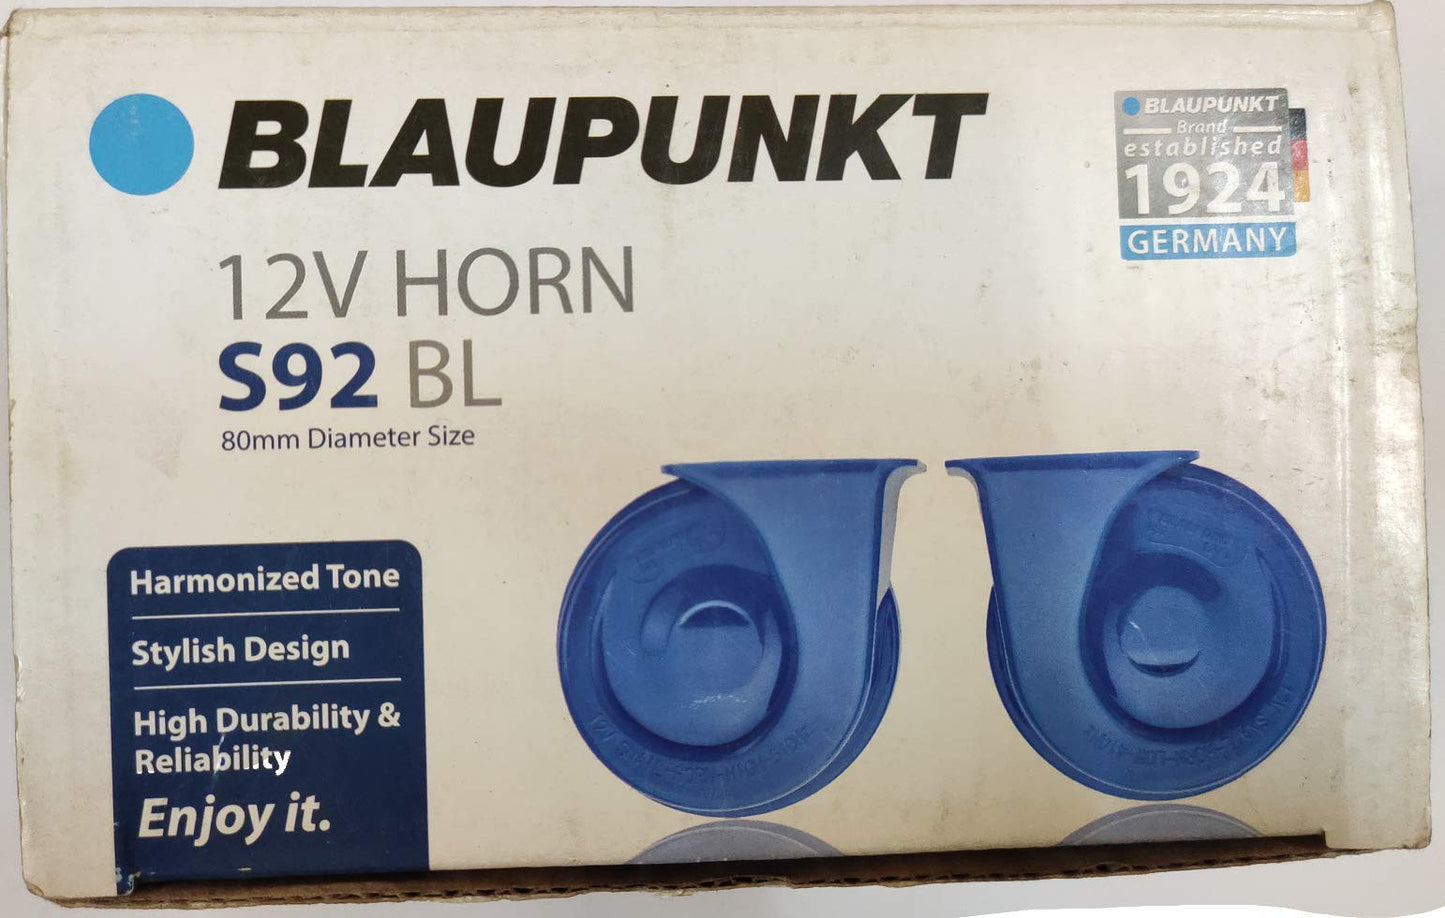 BLAUPUNKT
12V HORN
S92 BL
80mm Diameter Size
BLAUPUNKT
Brand
established
1924
GERMANY
Harmonized Tone
Stylish Design
High Durability &
Reliability
Enjoy it.